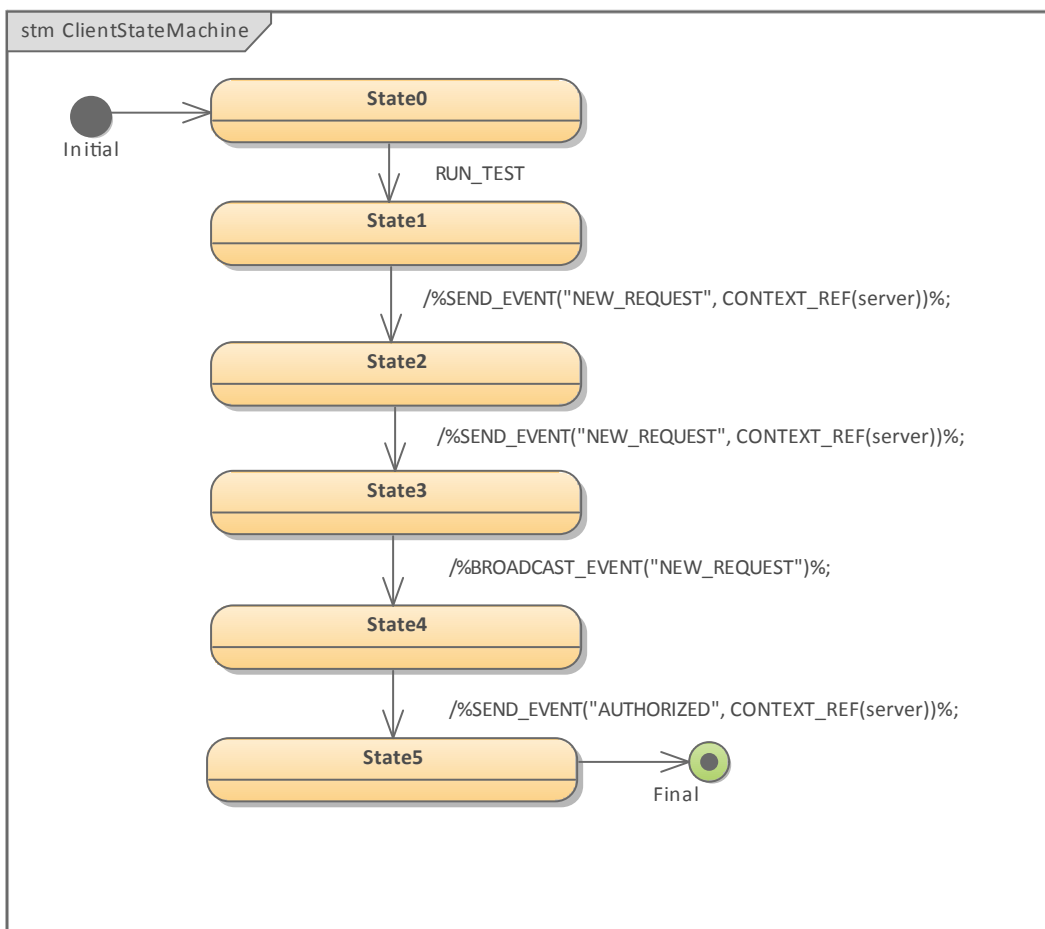 stm ClientStateMachine
State0
Initial
RUN_TEST
State1
/%SEND_EVENT("NEW_REQUEST", CONTEXT_REF(server))%;
State2
/%SEND_EVENT("NEW_REQUEST", CONTEXT_REF(server))%;
State3
/%BROADCAST_EVENT("NEW_REQUEST")%;
State4
/%SEND_EVENT("AUTHORIZED", CONTEXT_REF(server))%;
State5
Final